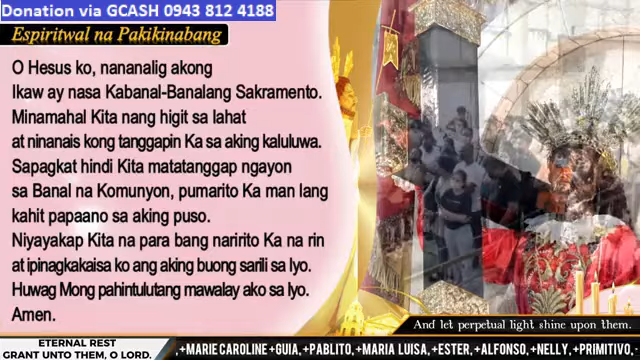 Donation via GCASH 0943 812 4188
Espiritwal na Pakikinabang
O Hesus ko, nananalig akong
Ikaw ay nasa Kabanal-Banalang Sakramento.
Minamahal Kita nang higit sa lahat
at ninanais kong tanggapin Ka sa aking kaluluwa.
Sapagkat hindi Kita matatanggap ngayon
sa Banal na Komunyon, pumarito Ka man lang
kahit papaano sa aking puso.
Niyayakap Kita na para bang naririto Ka na rin
at ipinagkakaisa ko ang aking buong sarili sa Iyo.
Huwag Mong pahintulutang mawalay ako sa Iyo.
Amen.
And let perpetual light shine upon them.
ETERNAL REST
GRANT UNTO THEM, O LORD.
, +MARIE CAROLINE +GUIA, +PABLITO, +MARIA LUISA, +ESTER, +ALFONSO, +NELLY, +PRIMITIVO,